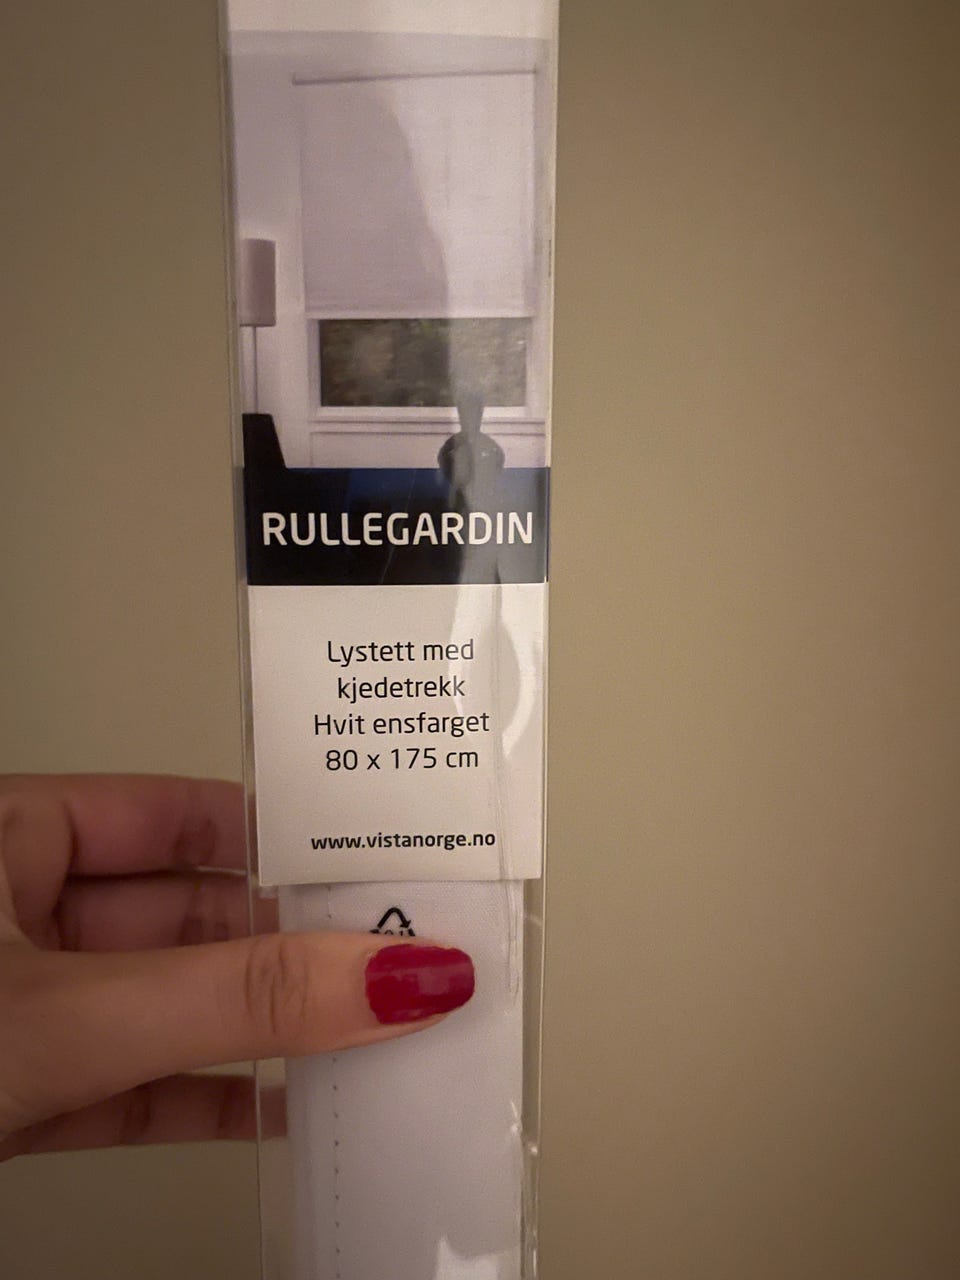 RULLEGARDIN
Lystett med
kjedetrekk
Hvit ensfarget
80 x 175 cm
www.vistanorge.no